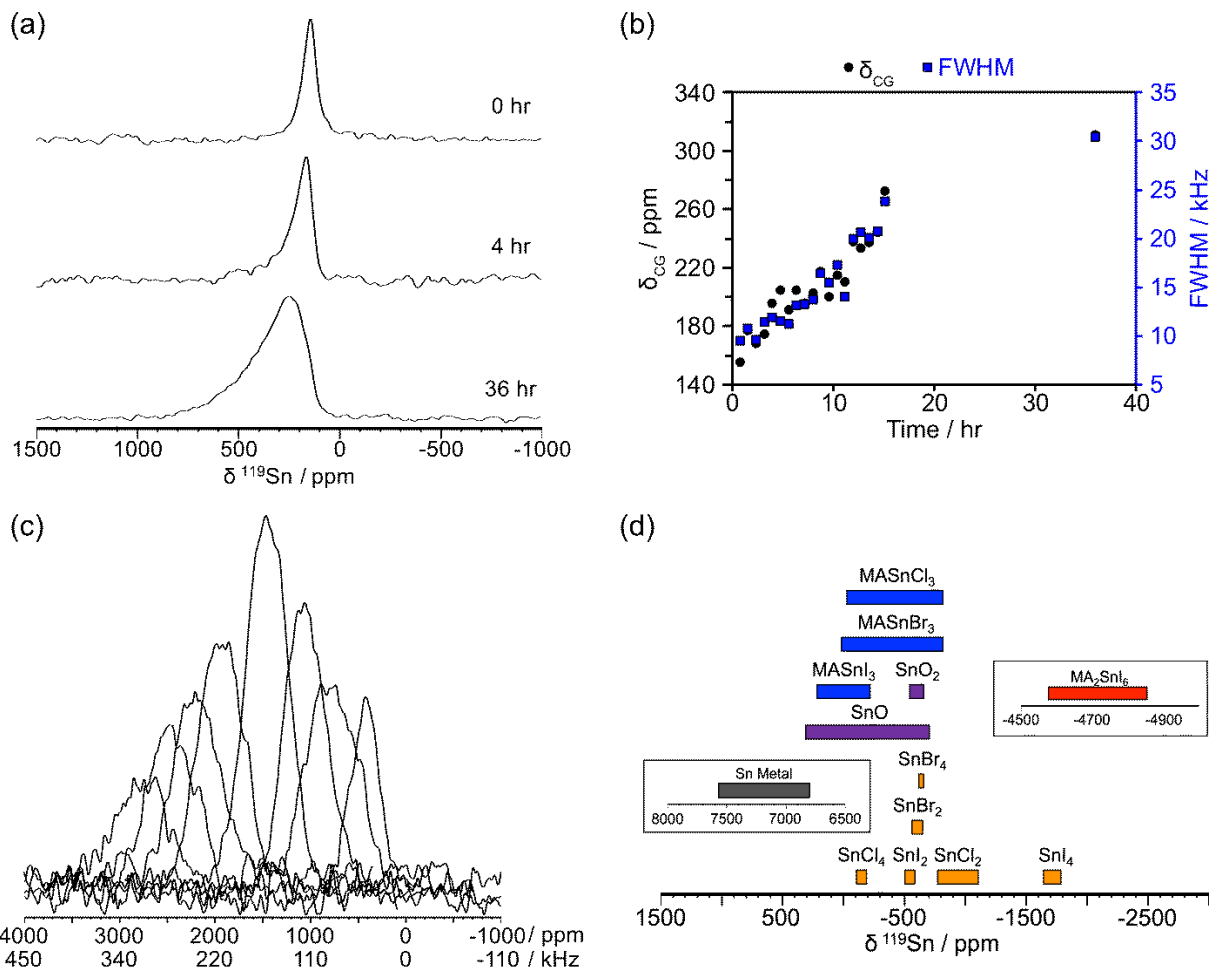 (a)
0 hr
4 hr
36 hr
1500 1000 500 0 -500 -1000
δ ¹¹⁹Sn / ppm
(b)
δCG FWHM
340 35
300 30
260 25
220 20
180 15
140 10
5
δCG / ppm
FWHM / kHz
0 10 20 30 40
Time / hr
(c)
4000 3000 2000 1000 0 -1000 / ppm
450 340 220 110 0 -110 / kHz
(d)
MASnCl₃
MASnBr₃
MASnI₃ SnO₂
SnO
MA₂SnI₆
-4500 -4700 -4900
SnBr₄
Sn Metal
8000 7500 7000 6500
SnBr₂
SnCl₄ SnI₂ SnCl₂ SnI₄
1500 500 -500 -1500 -2500
δ ¹¹⁹Sn / ppm